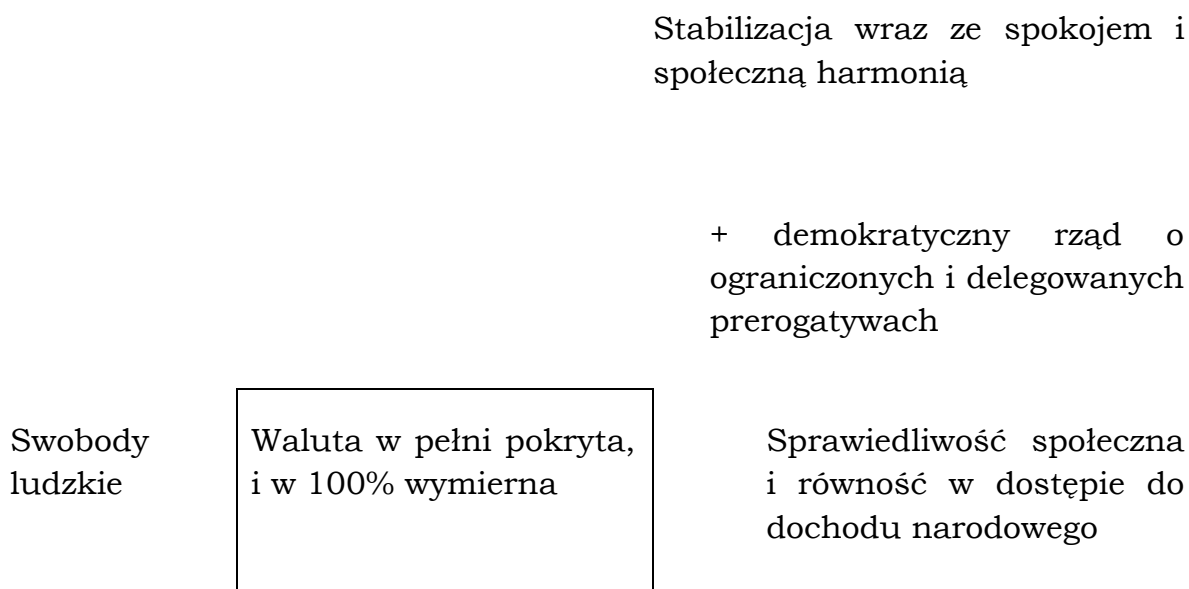 Stabilizacja wraz ze spokojem i
społeczną harmonią
+ demokratyczny rząd o
ograniczonych i delegowanych
prerogatywach
Swobody
ludzkie
Waluta w pełni pokryta,
i w 100% wymierna
Sprawiedliwość społeczna
i równość w dostępie do
dochodu narodowego